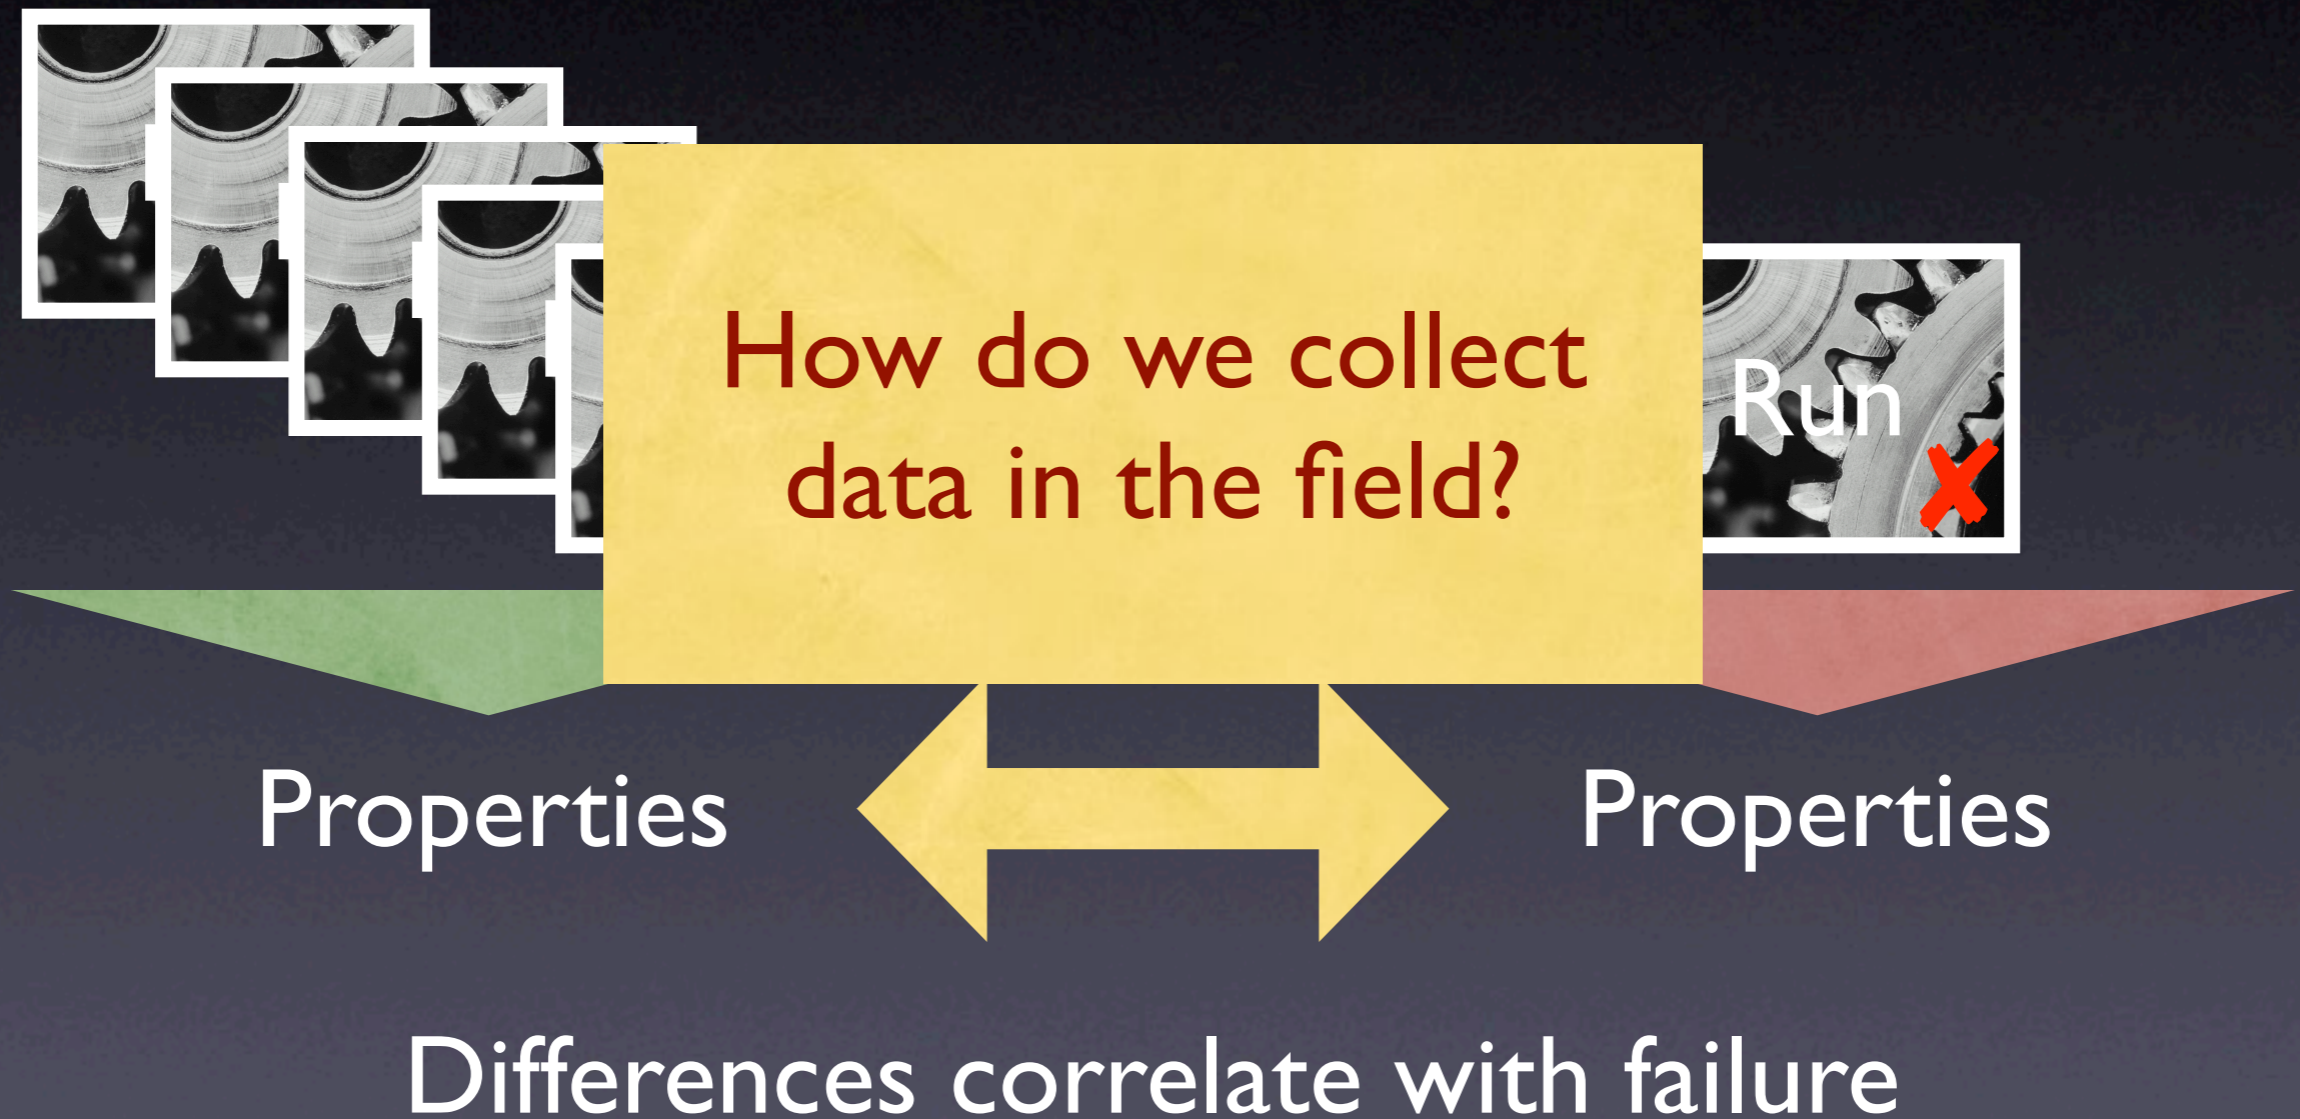 How do we collect
data in the field?
Run
Properties
Properties
Differences correlate with failure